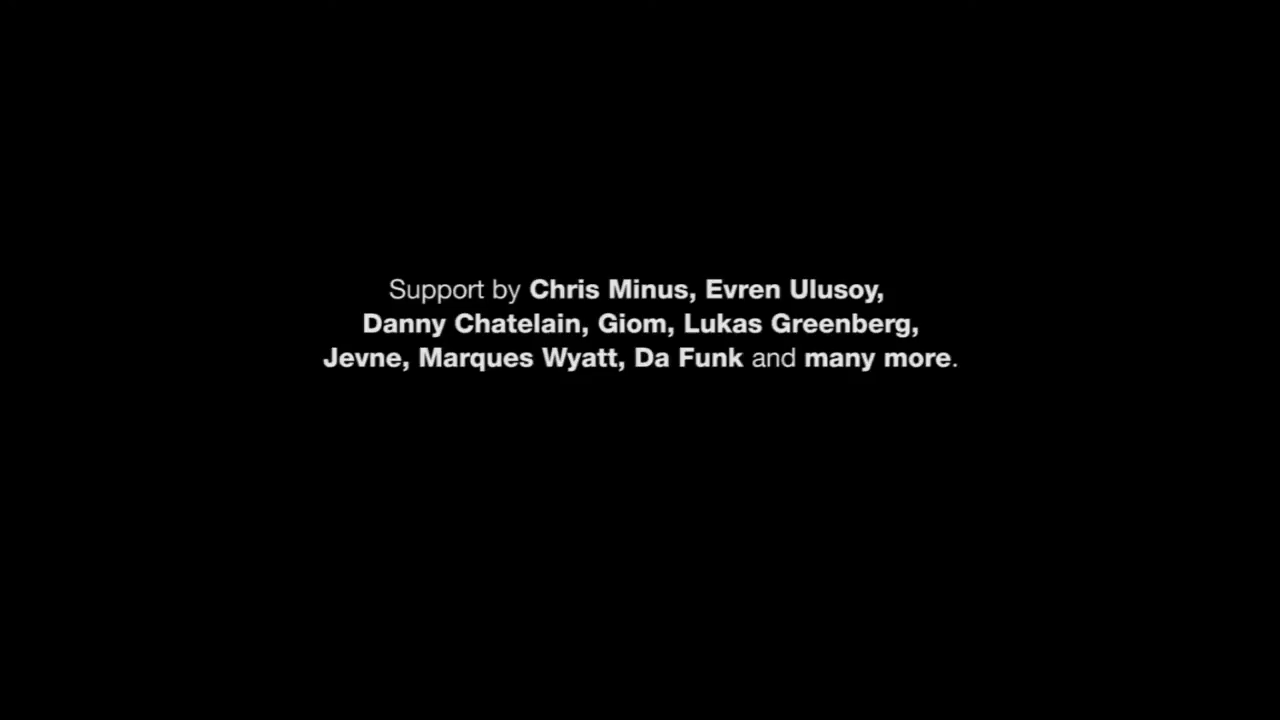 Support by Chris Minus, Evren Ulusoy,
Danny Chatelain, Giom, Lukas Greenberg,
Jevne, Marques Wyatt, Da Funk and many more.